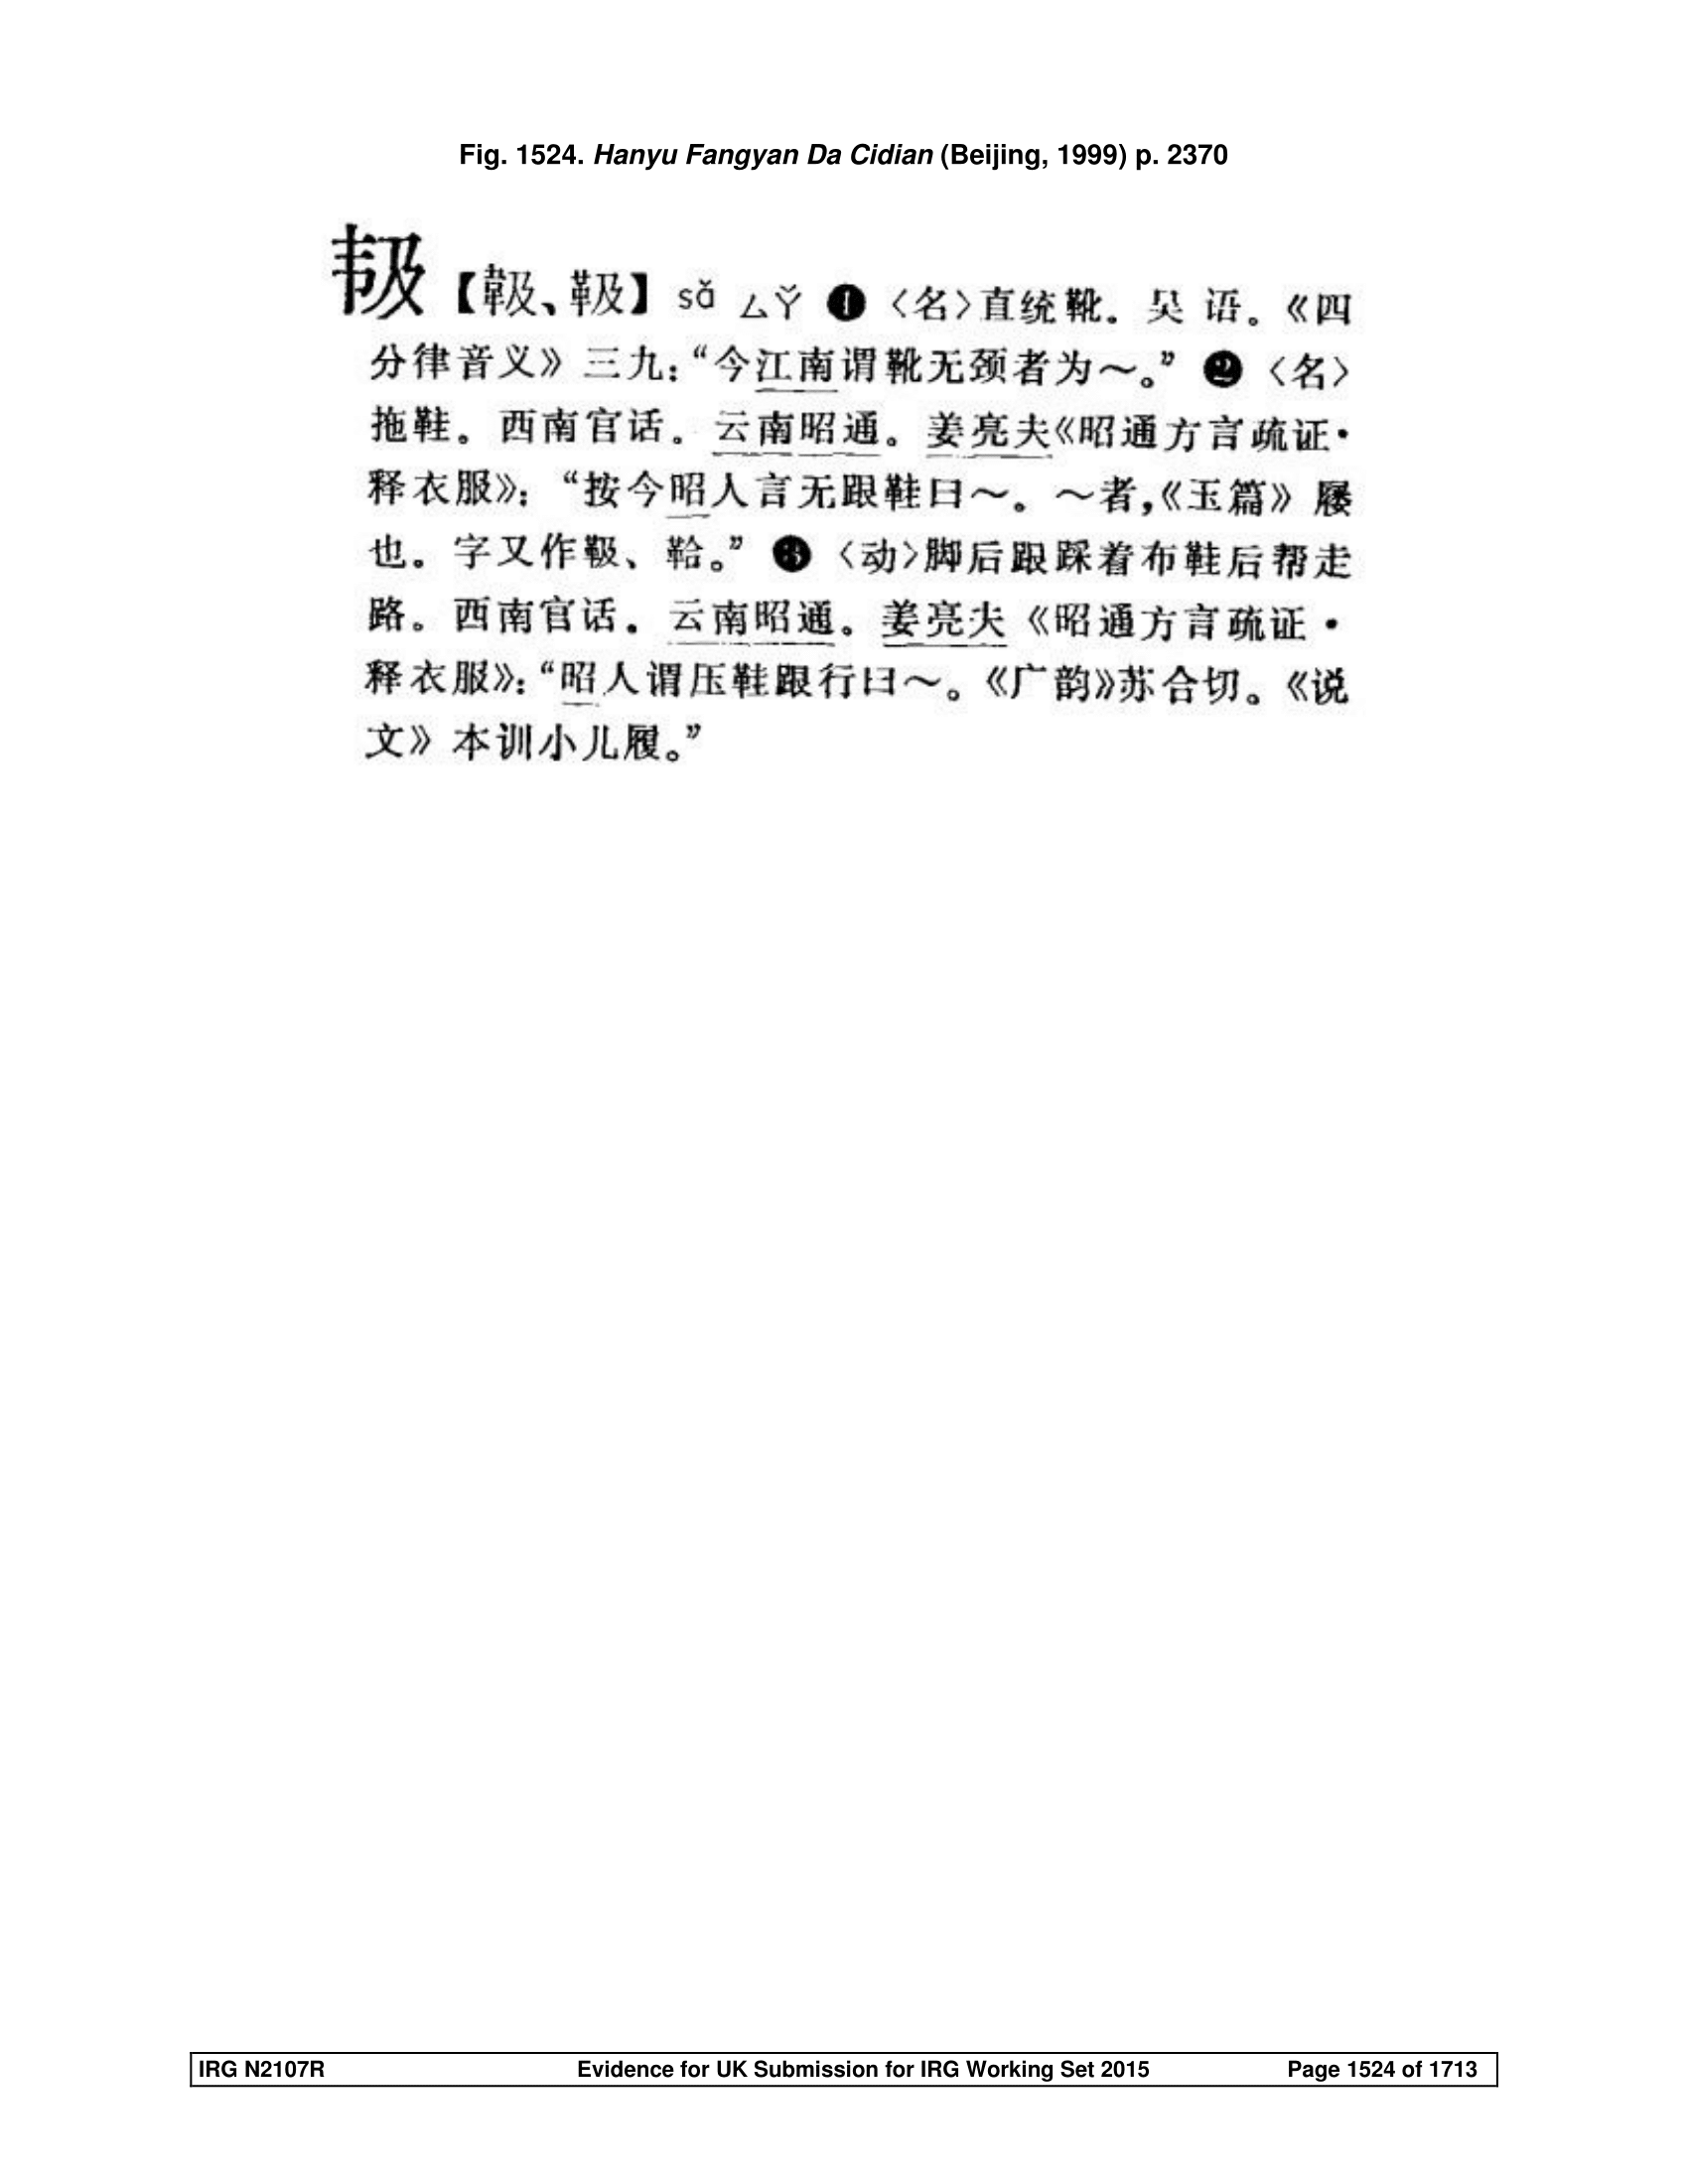 Fig. 1524. Hanyu Fangyan Da Cidian (Beijing, 1999) p. 2370
⿰韦及【⿰韋及、靸】sǎ ㄙㄚˇ ❶〈名〉直统靴。吴语。《四
分律音义》三九：“今江南谓靴无颈者为～。”❷〈名〉
拖鞋。西南官话。云南昭通。姜亮夫《昭通方言疏证·
释衣服》：“按今昭人言无跟鞋曰～。～者，《玉篇》屦
也。字又作靸、鞈。”❸〈动〉脚后跟踩着布鞋后帮走
路。西南官话。云南昭通。姜亮夫《昭通方言疏证·
释衣服》：“昭人谓压鞋跟行曰～。《广韵》苏合切。《说
文》本训小儿履。”
IRG N2107R Evidence for UK Submission for IRG Working Set 2015 Page 1524 of 1713